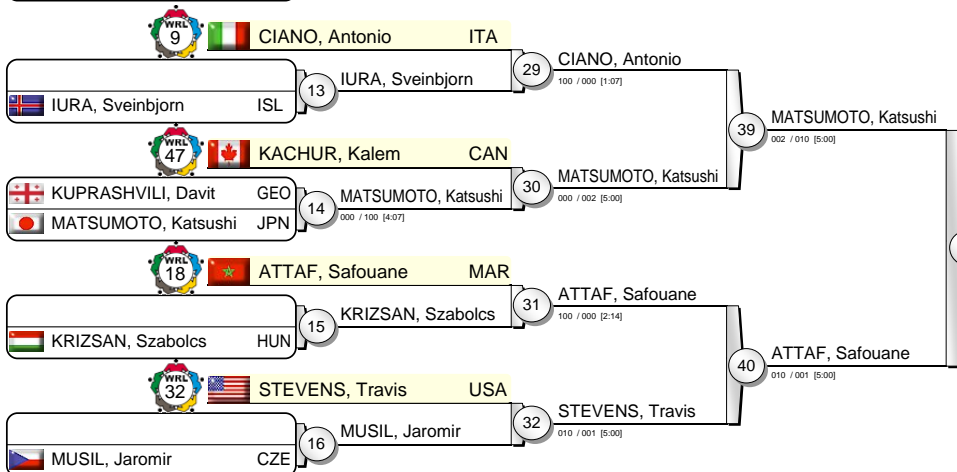 WRL
9
CIANO, Antonio ITA
29
CIANO, Antonio
100 / 000 [1:07]
13
IURA, Sveinbjorn
IURA, Sveinbjorn ISL
39
MATSUMOTO, Katsushi
002 / 010 [5:00]
WRL
47
KACHUR, Kalem CAN
30
MATSUMOTO, Katsushi
000 / 002 [5:00]
KUPRASHVILI, Davit GEO
14
MATSUMOTO, Katsushi
000 / 100 [4:07]
MATSUMOTO, Katsushi JPN
WRL
18
ATTAF, Safouane MAR
31
ATTAF, Safouane
100 / 000 [2:14]
15
KRIZSAN, Szabolcs
KRIZSAN, Szabolcs HUN
40
ATTAF, Safouane
010 / 001 [5:00]
WRL
32
STEVENS, Travis USA
32
STEVENS, Travis
010 / 001 [5:00]
16
MUSIL, Jaromir
MUSIL, Jaromir CZE